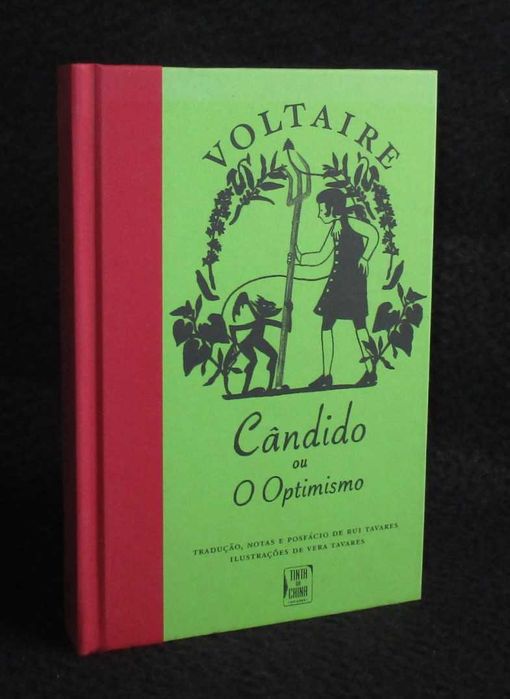 VOLTAIRE
Cândido
ou
O Optimismo
TRADUÇÃO, NOTAS E POSFÁCIO DE RUI TAVARES
ILUSTRAÇÕES DE VERA TAVARES
TINTA
DA
CHINA